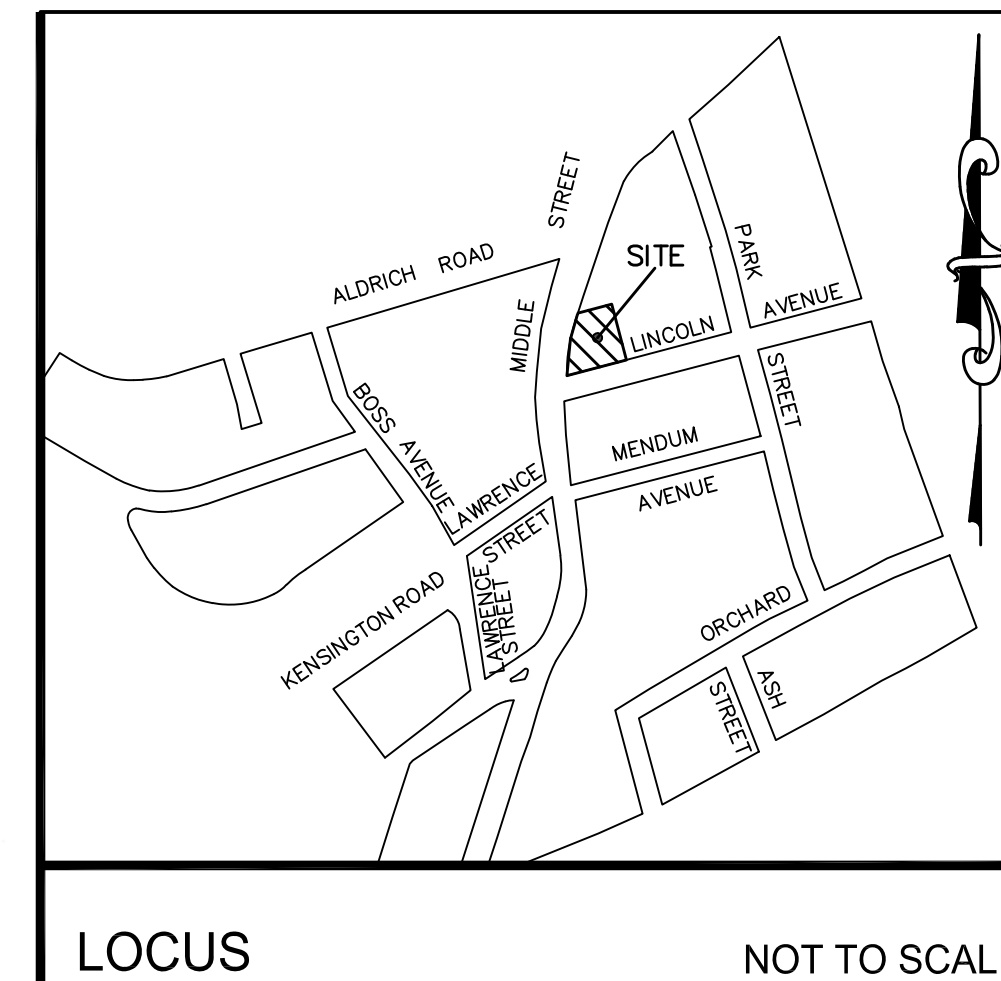 STREET
PARK
SITE
ALDRICH ROAD
AVENUE
MIDDLE
LINCOLN
STREET
BOSS AVENUE
MENDUM
LAWRENCE
AVENUE
STREET
LAWRENCE
STREET
KENSINGTON ROAD
ORCHARD
ASH
STREET
LOCUS
NOT TO SCAL